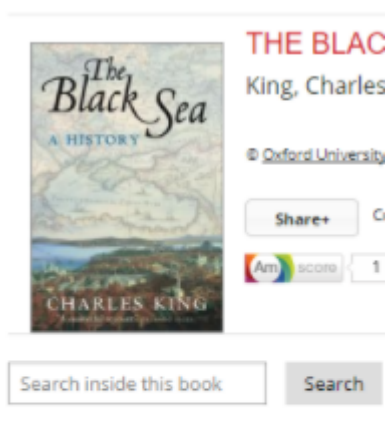 The
Black Sea
A HISTORY
CHARLES KING
THE BLAC
King, Charles
© Oxford University
Share+
Am score 1
Search inside this book
Search